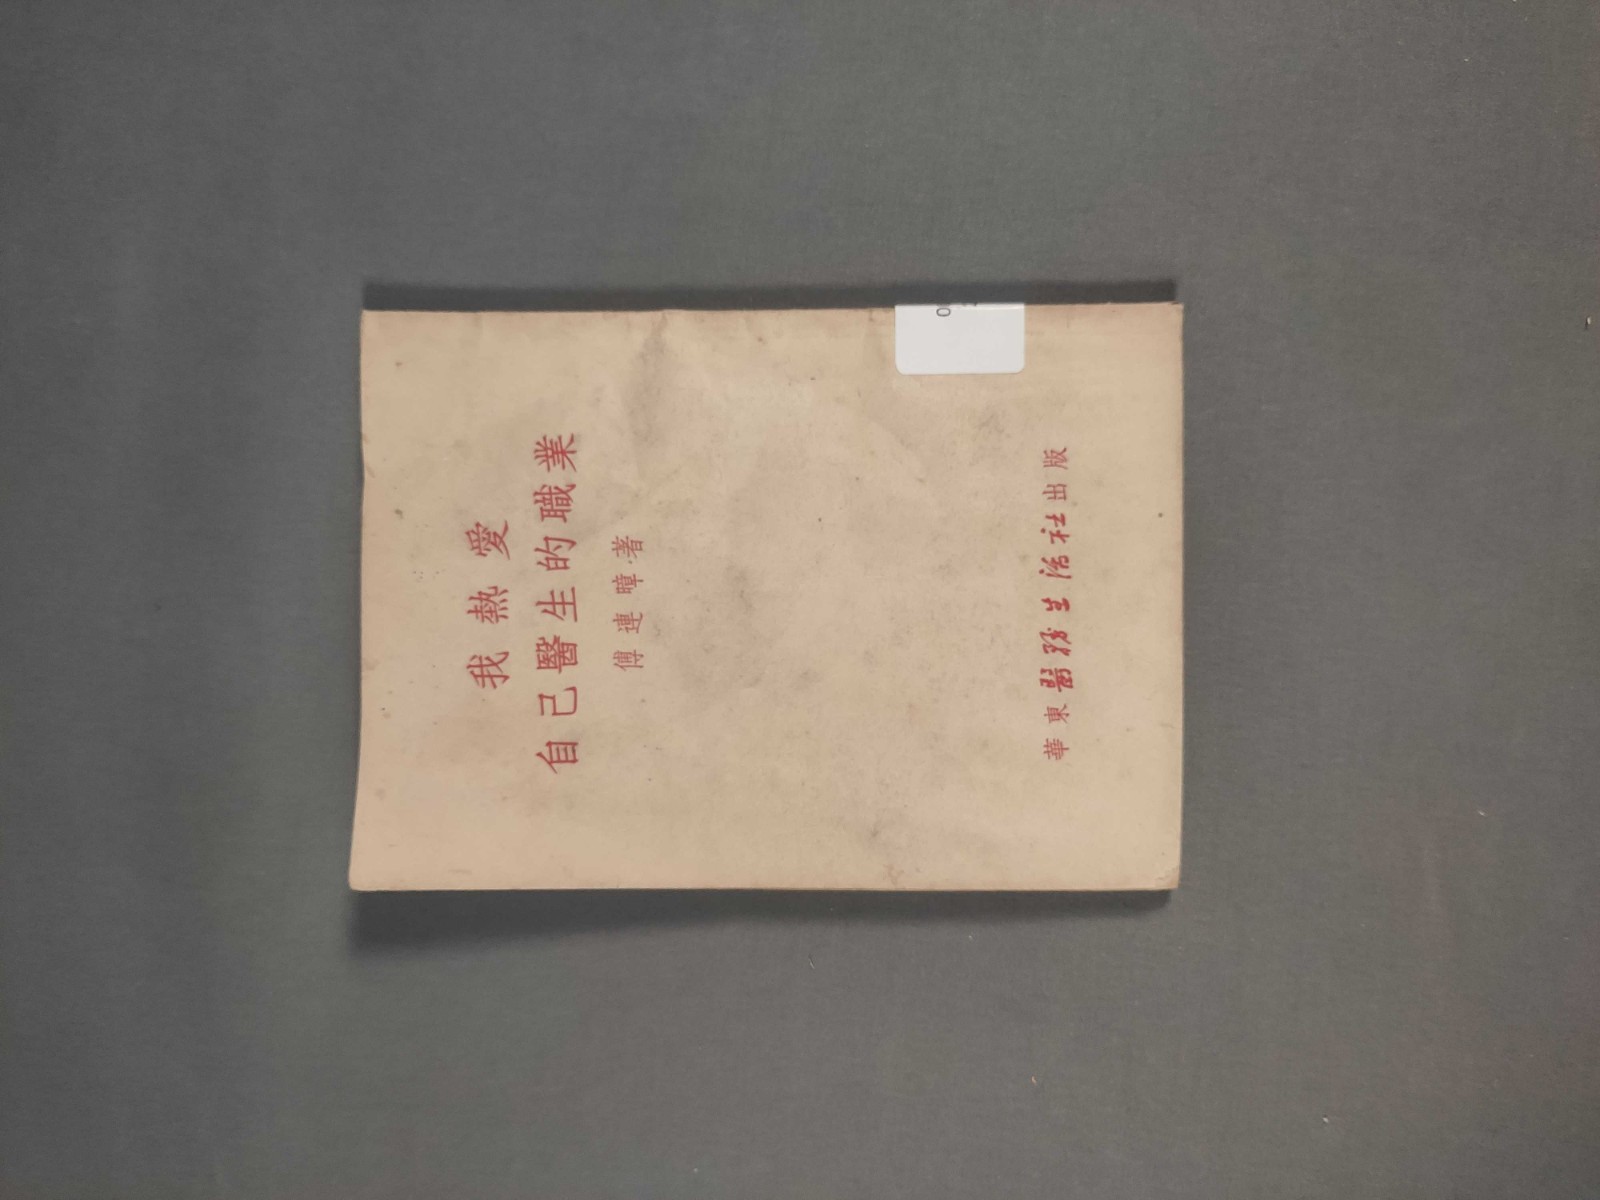 我熱愛
自己醫生的職業
傅連暲著
華東醫務生活社出版
0